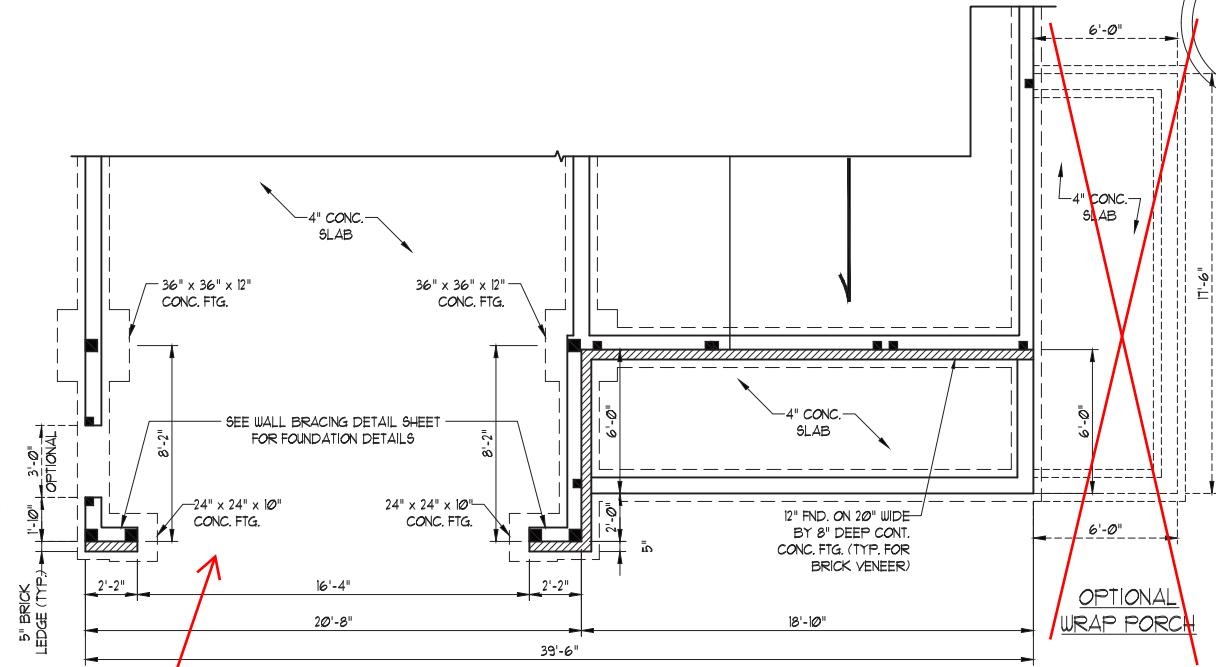 6'-0"
4" CONC.
SLAB
4" CONC.
SLAB
17'-6"
36" x 36" x 12"
CONC. FTG.
36" x 36" x 12"
CONC. FTG.
4" CONC.
SLAB
SEE WALL BRACING DETAIL SHEET
FOR FOUNDATION DETAILS
8'-2"
8'-2"
6'-0"
6'-0"
3'-0"
OPTIONAL
1'-10"
24" x 24" x 10"
CONC. FTG.
24" x 24" x 10"
CONC. FTG.
2'-0"
5"
12" FND. ON 20" WIDE
BY 8" DEEP CONT.
CONC. FTG. (TYP. FOR
BRICK VENEER)
6'-0"
5" BRICK
LEDGE (TYP.)
2'-2"
16'-4"
2'-2"
20'-8"
18'-10"
39'-6"
OPTIONAL
WRAP PORCH